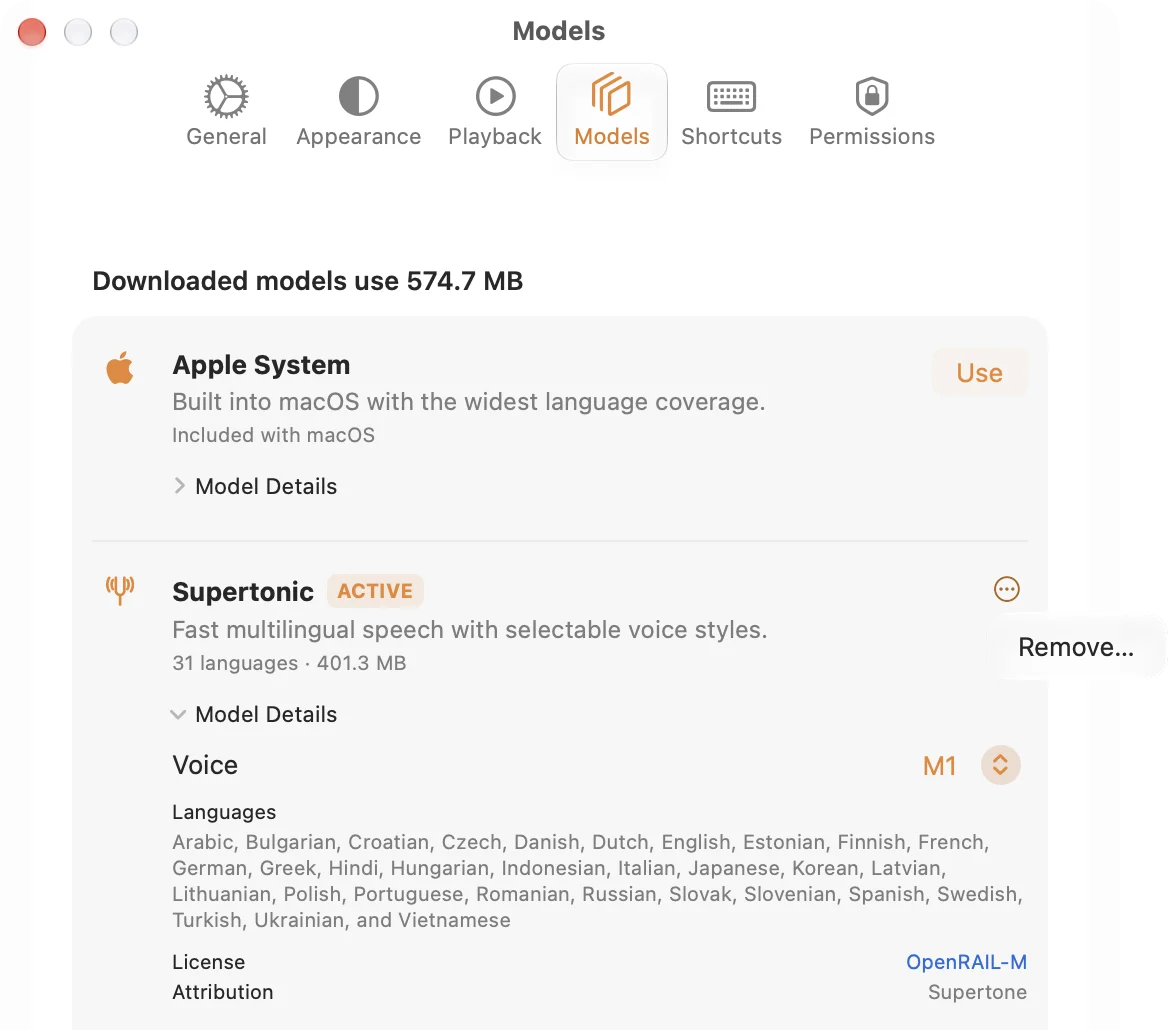 Models
General
Appearance
Playback
Models
Shortcuts
Permissions
Downloaded models use 574.7 MB
Apple System
Use
Built into macOS with the widest language coverage.
Included with macOS
Model Details
Supertonic ACTIVE
Fast multilingual speech with selectable voice styles.
Remove...
31 languages · 401.3 MB
Model Details
Voice
M1
Languages
Arabic, Bulgarian, Croatian, Czech, Danish, Dutch, English, Estonian, Finnish, French,
German, Greek, Hindi, Hungarian, Indonesian, Italian, Japanese, Korean, Latvian,
Lithuanian, Polish, Portuguese, Romanian, Russian, Slovak, Slovenian, Spanish, Swedish,
Turkish, Ukrainian, and Vietnamese
License
OpenRAIL-M
Attribution
Supertone